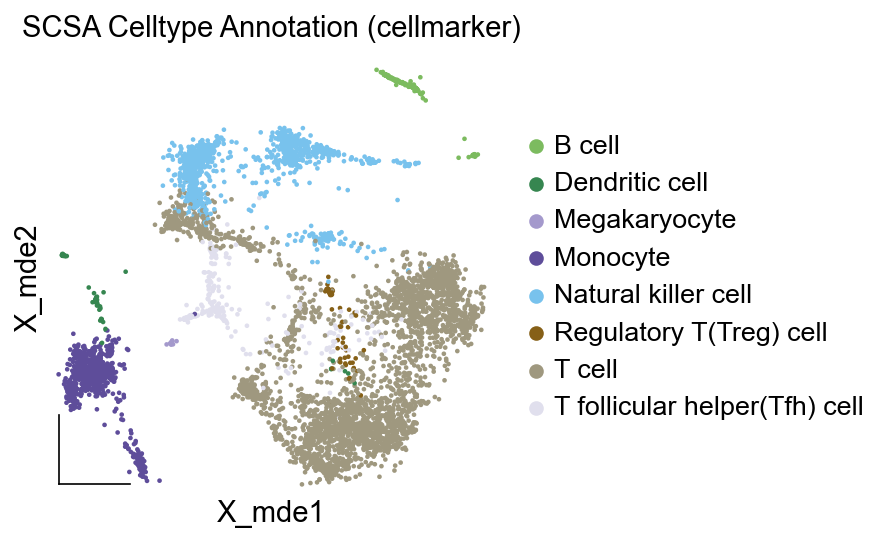 SCSA Celltype Annotation (cellmarker)
B cell
Dendritic cell
Megakaryocyte
Monocyte
Natural killer cell
Regulatory T(Treg) cell
T cell
T follicular helper(Tfh) cell
X_mde2
X_mde1